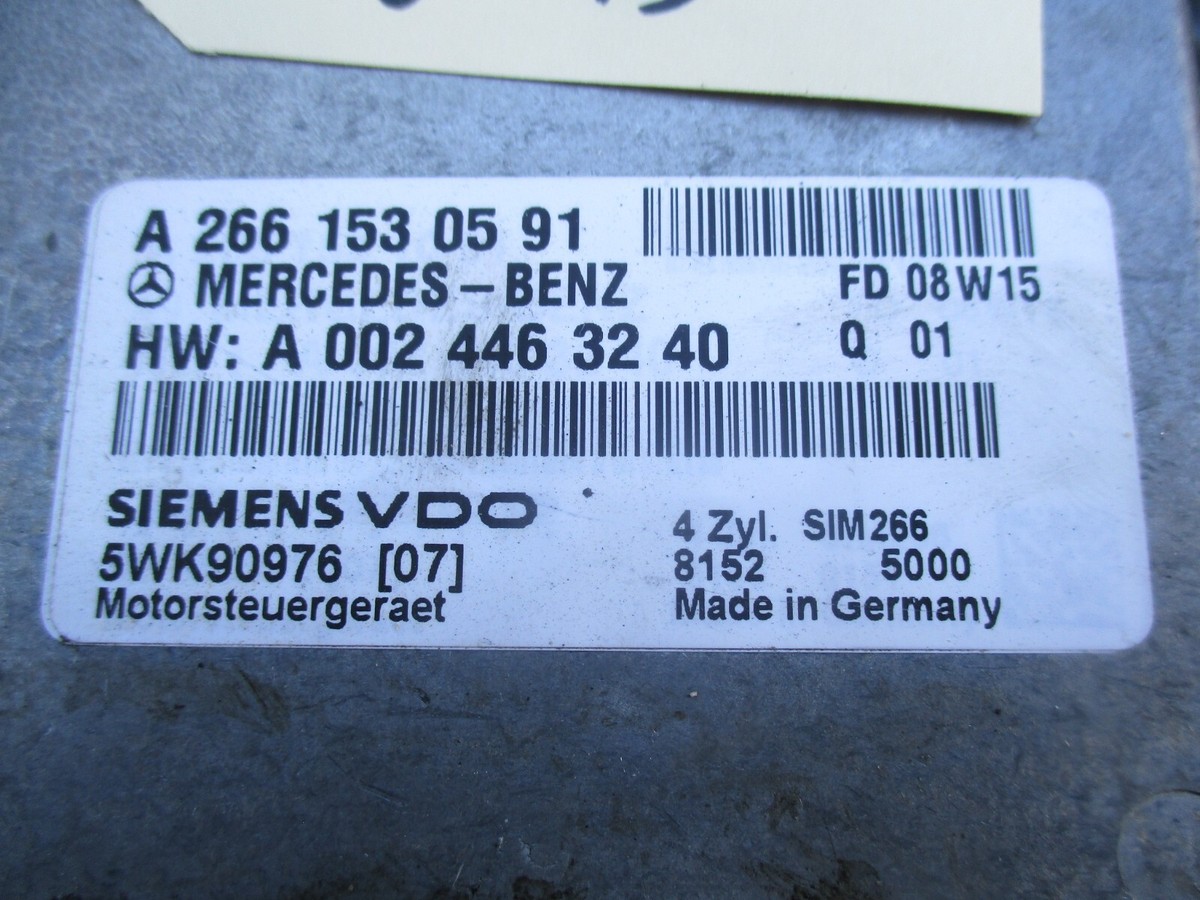 A 266 153 05 91
MERCEDES-BENZ FD 08W15
HW: A 002 446 32 40 Q 01
SIEMENS VDO
4 Zyl. SIM266
5WK90976 [07] 8152 5000
Motorsteuergeraet Made in Germany